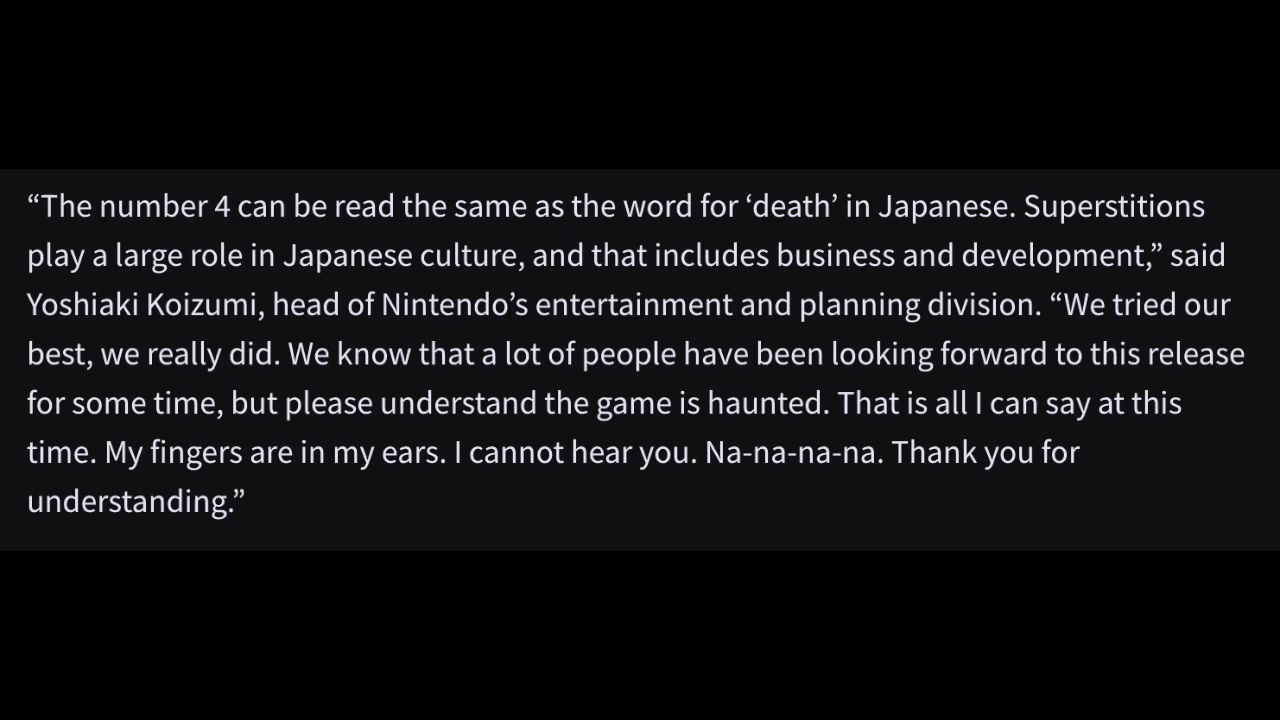 “The number 4 can be read the same as the word for ‘death’ in Japanese. Superstitions
play a large role in Japanese culture, and that includes business and development,” said
Yoshiaki Koizumi, head of Nintendo’s entertainment and planning division. “We tried our
best, we really did. We know that a lot of people have been looking forward to this release
for some time, but please understand the game is haunted. That is all I can say at this
time. My fingers are in my ears. I cannot hear you. Na-na-na-na. Thank you for
understanding.”